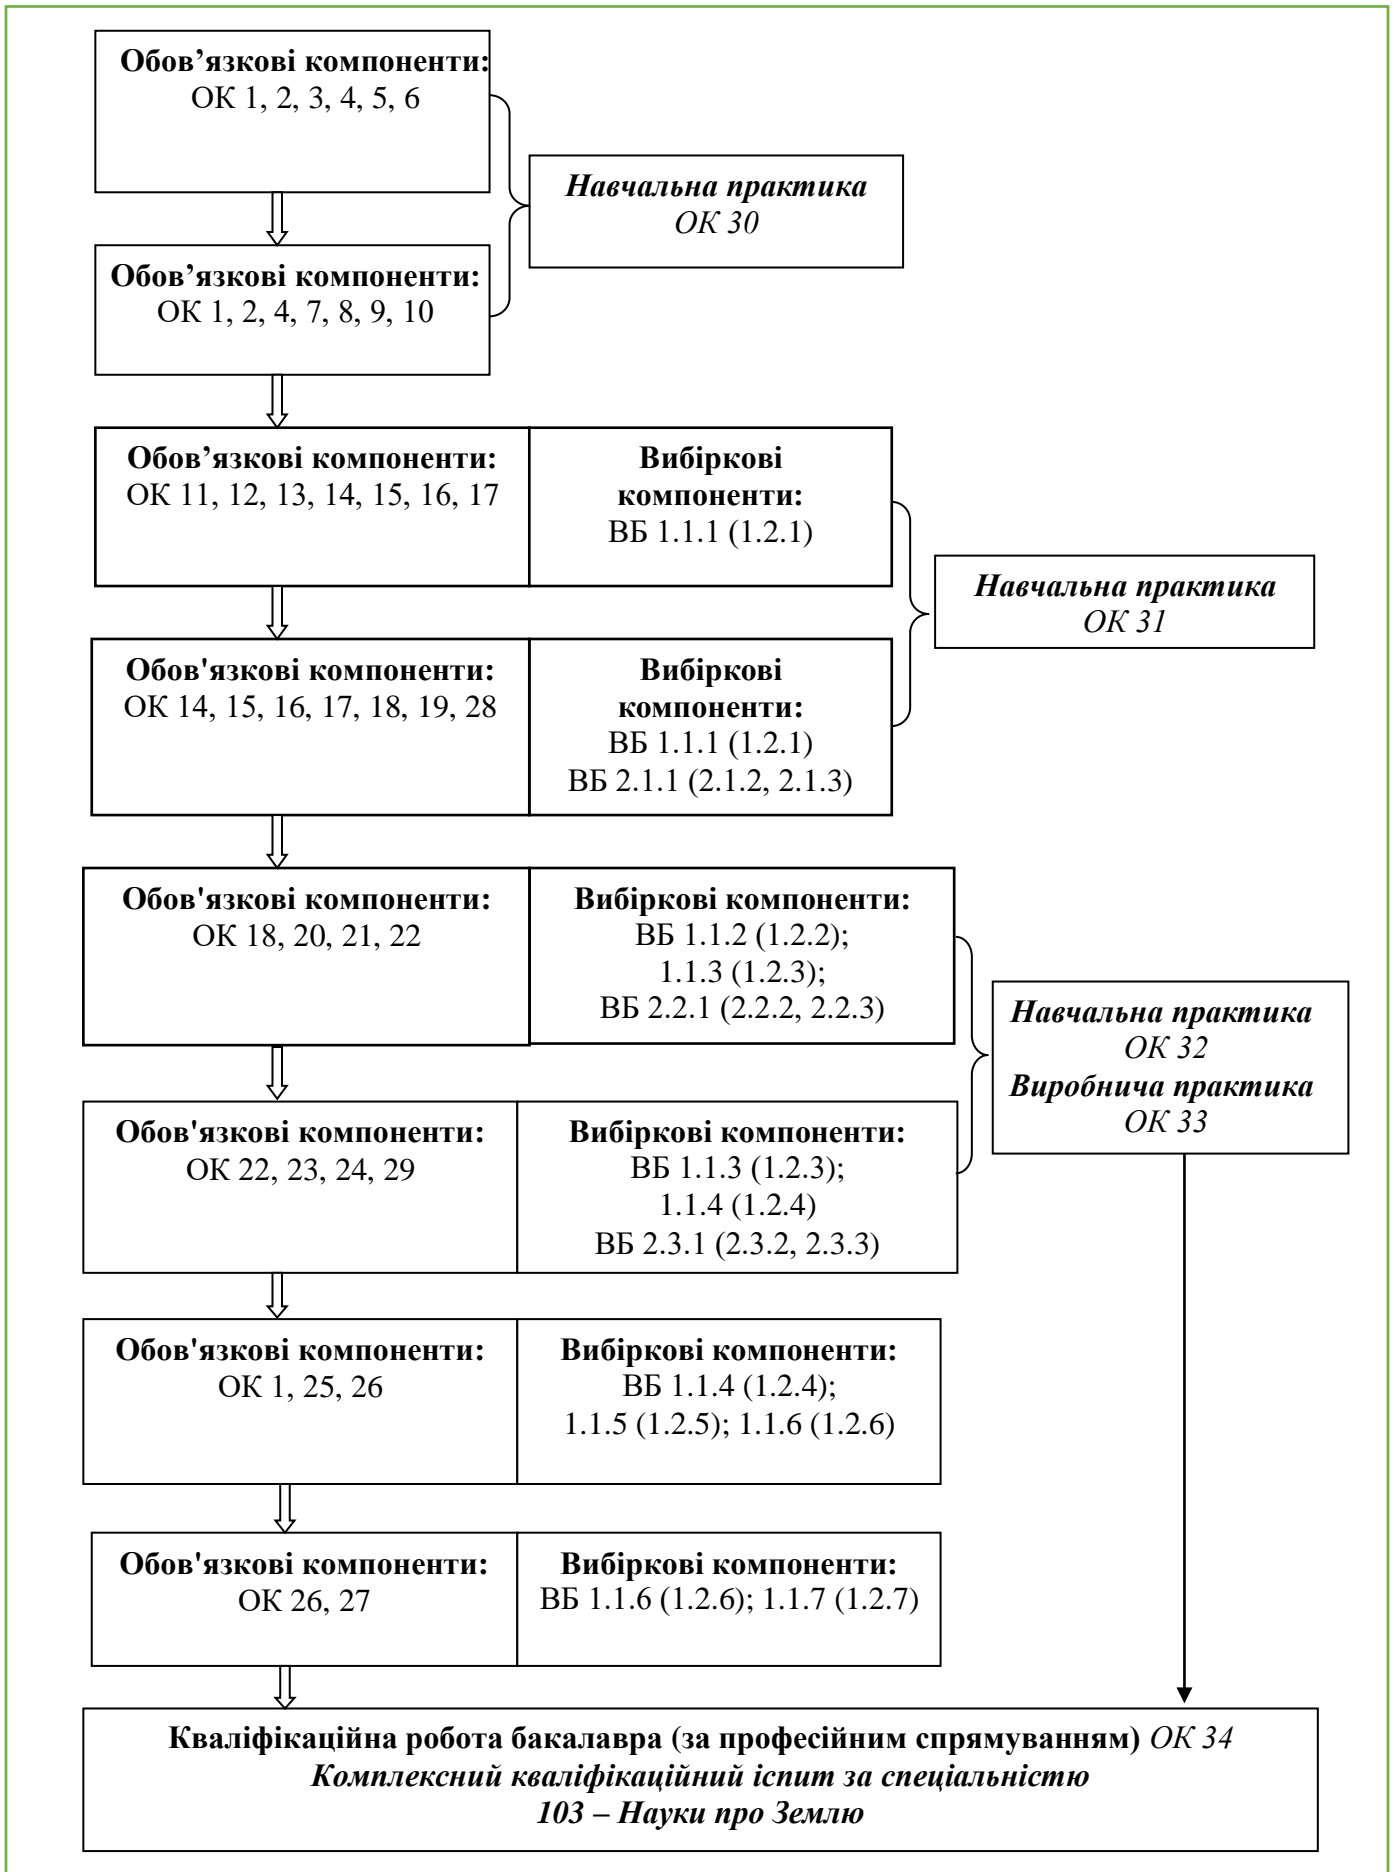 Обов’язкові компоненти:
ОК 1, 2, 3, 4, 5, 6
Навчальна практика
ОК 30
Обов’язкові компоненти:
ОК 1, 2, 4, 7, 8, 9, 10
Обов’язкові компоненти:
ОК 11, 12, 13, 14, 15, 16, 17
Вибіркові
компоненти:
ВБ 1.1.1 (1.2.1)
Навчальна практика
ОК 31
Обов'язкові компоненти:
ОК 14, 15, 16, 17, 18, 19, 28
Вибіркові
компоненти:
ВБ 1.1.1 (1.2.1)
ВБ 2.1.1 (2.1.2, 2.1.3)
Обов'язкові компоненти:
ОК 18, 20, 21, 22
Вибіркові компоненти:
ВБ 1.1.2 (1.2.2);
1.1.3 (1.2.3);
ВБ 2.2.1 (2.2.2, 2.2.3)
Навчальна практика
ОК 32
Виробнича практика
ОК 33
Обов'язкові компоненти:
ОК 22, 23, 24, 29
Вибіркові компоненти:
ВБ 1.1.3 (1.2.3);
1.1.4 (1.2.4)
ВБ 2.3.1 (2.3.2, 2.3.3)
Обов'язкові компоненти:
ОК 1, 25, 26
Вибіркові компоненти:
ВБ 1.1.4 (1.2.4);
1.1.5 (1.2.5); 1.1.6 (1.2.6)
Обов'язкові компоненти:
ОК 26, 27
Вибіркові компоненти:
ВБ 1.1.6 (1.2.6); 1.1.7 (1.2.7)
Кваліфікаційна робота бакалавра (за професійним спрямуванням) ОК 34
Комплексний кваліфікаційний іспит за спеціальністю
103 – Науки про Землю